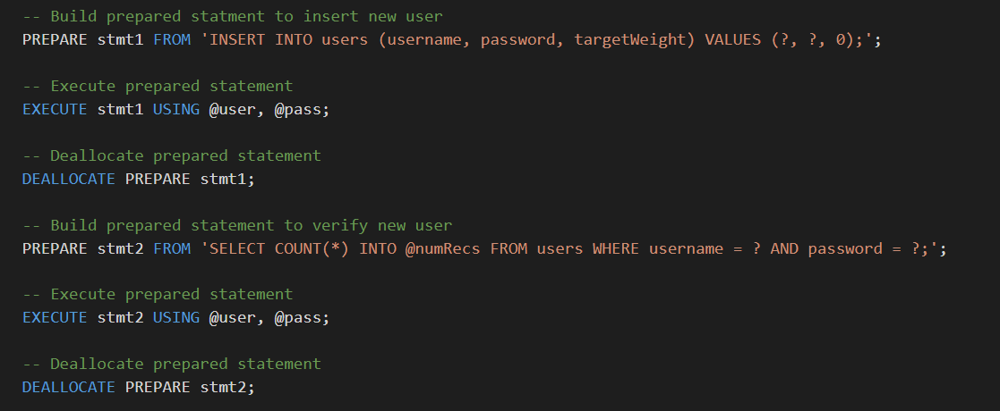 -- Build prepared statment to insert new user
PREPARE stmt1 FROM 'INSERT INTO users (username, password, targetWeight) VALUES (?, ?, 0);';
-- Execute prepared statement
EXECUTE stmt1 USING @user, @pass;
-- Deallocate prepared statement
DEALLOCATE PREPARE stmt1;
-- Build prepared statement to verify new user
PREPARE stmt2 FROM 'SELECT COUNT(*) INTO @numRecs FROM users WHERE username = ? AND password = ?;';
-- Execute prepared statement
EXECUTE stmt2 USING @user, @pass;
-- Deallocate prepared statement
DEALLOCATE PREPARE stmt2;